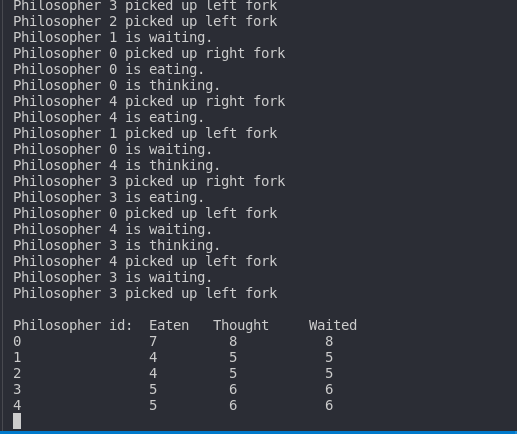 Philosopher 3 picked up left fork
Philosopher 2 picked up left fork
Philosopher 1 is waiting.
Philosopher 0 picked up right fork
Philosopher 0 is eating.
Philosopher 0 is thinking.
Philosopher 4 picked up right fork
Philosopher 4 is eating.
Philosopher 1 picked up left fork
Philosopher 0 is waiting.
Philosopher 4 is thinking.
Philosopher 3 picked up right fork
Philosopher 3 is eating.
Philosopher 0 picked up left fork
Philosopher 4 is waiting.
Philosopher 3 is thinking.
Philosopher 4 picked up left fork
Philosopher 3 is waiting.
Philosopher 3 picked up left fork
Philosopher id:  Eaten   Thought     Waited
0                7         8           8
1                4         5           5
2                4         5           5
3                5         6           6
4                5         6           6